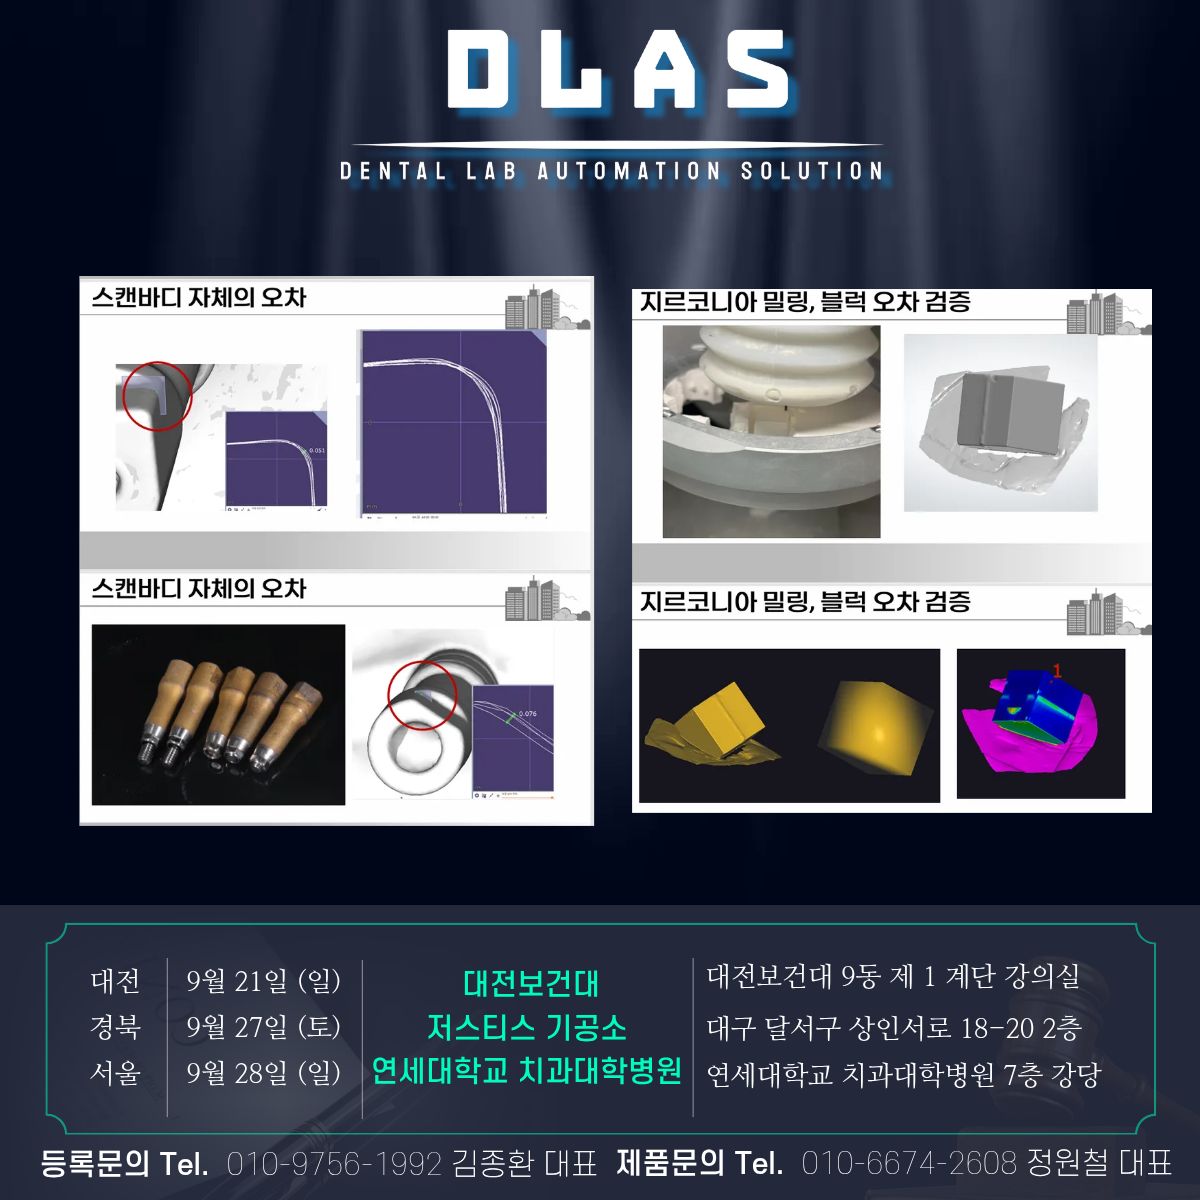 DLAS
DENTAL LAB AUTOMATION SOLUTION
스캔바디 자체의 오차
0.051
스캔바디 자체의 오차
0.076
지르코니아 밀링, 블럭 오차 검증
지르코니아 밀링, 블럭 오차 검증
1
대전 9월 21일 (일) 대전보건대 대전보건대 9동 제 1 계단 강의실
경북 9월 27일 (토) 저스티스 기공소 대구 달서구 상인서로 18-20 2층
서울 9월 28일 (일) 연세대학교 치과대학병원 연세대학교 치과대학병원 7층 강당
등록문의 Tel. 010-9756-1992 김종환 대표 제품문의 Tel. 010-6674-2608 정원철 대표